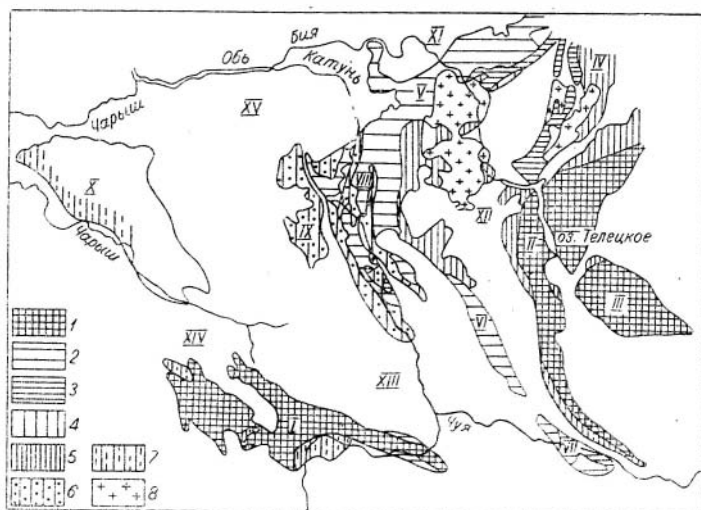 Бия
XI
Обь
Катунь
IV
V
XV
Чарыш
VIII
X
IX
XII
Чарыш
II
оз. Телецкое
III
VI
1
XIV
2
XIII
3
I
Чуя
4
VII
5
7
6
8